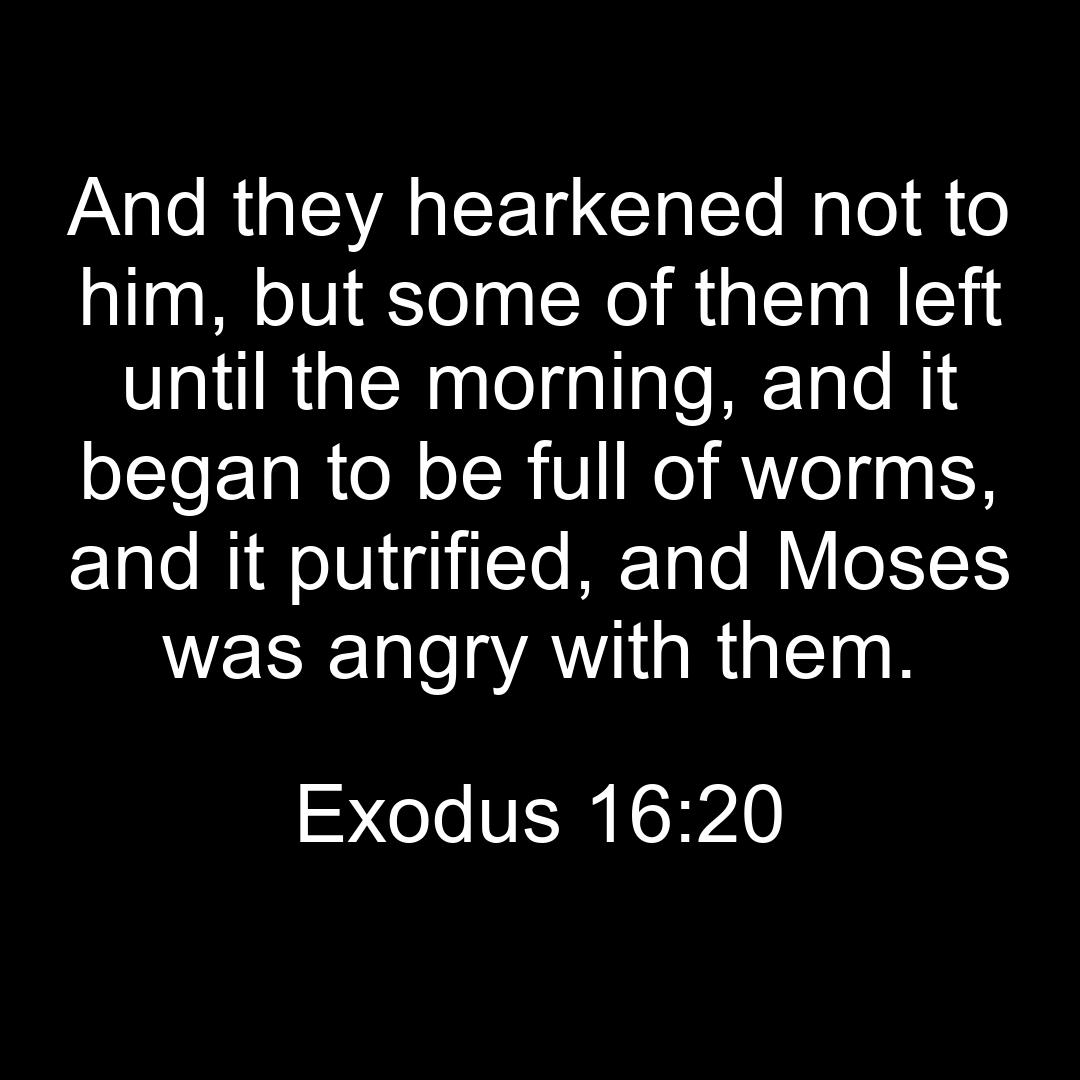 And they hearkened not to
him, but some of them left
until the morning, and it
began to be full of worms,
and it putrified, and Moses
was angry with them.
Exodus 16:20